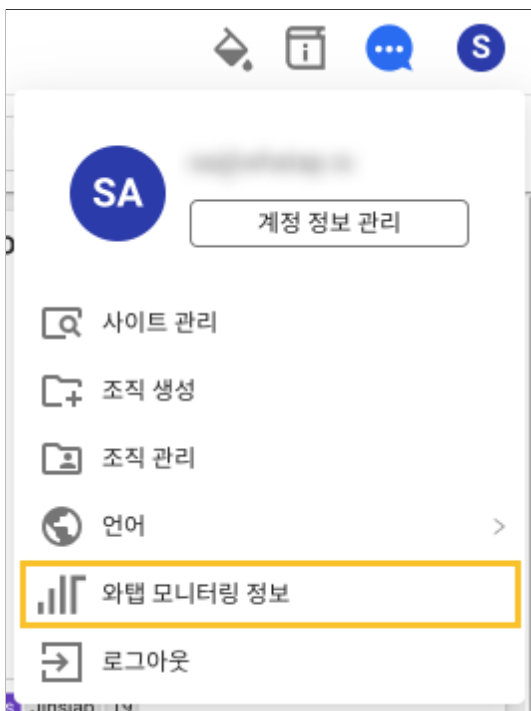 S
SA
계정 정보 관리
사이트 관리
조직 생성
조직 관리
언어
와탭 모니터링 정보
로그아웃